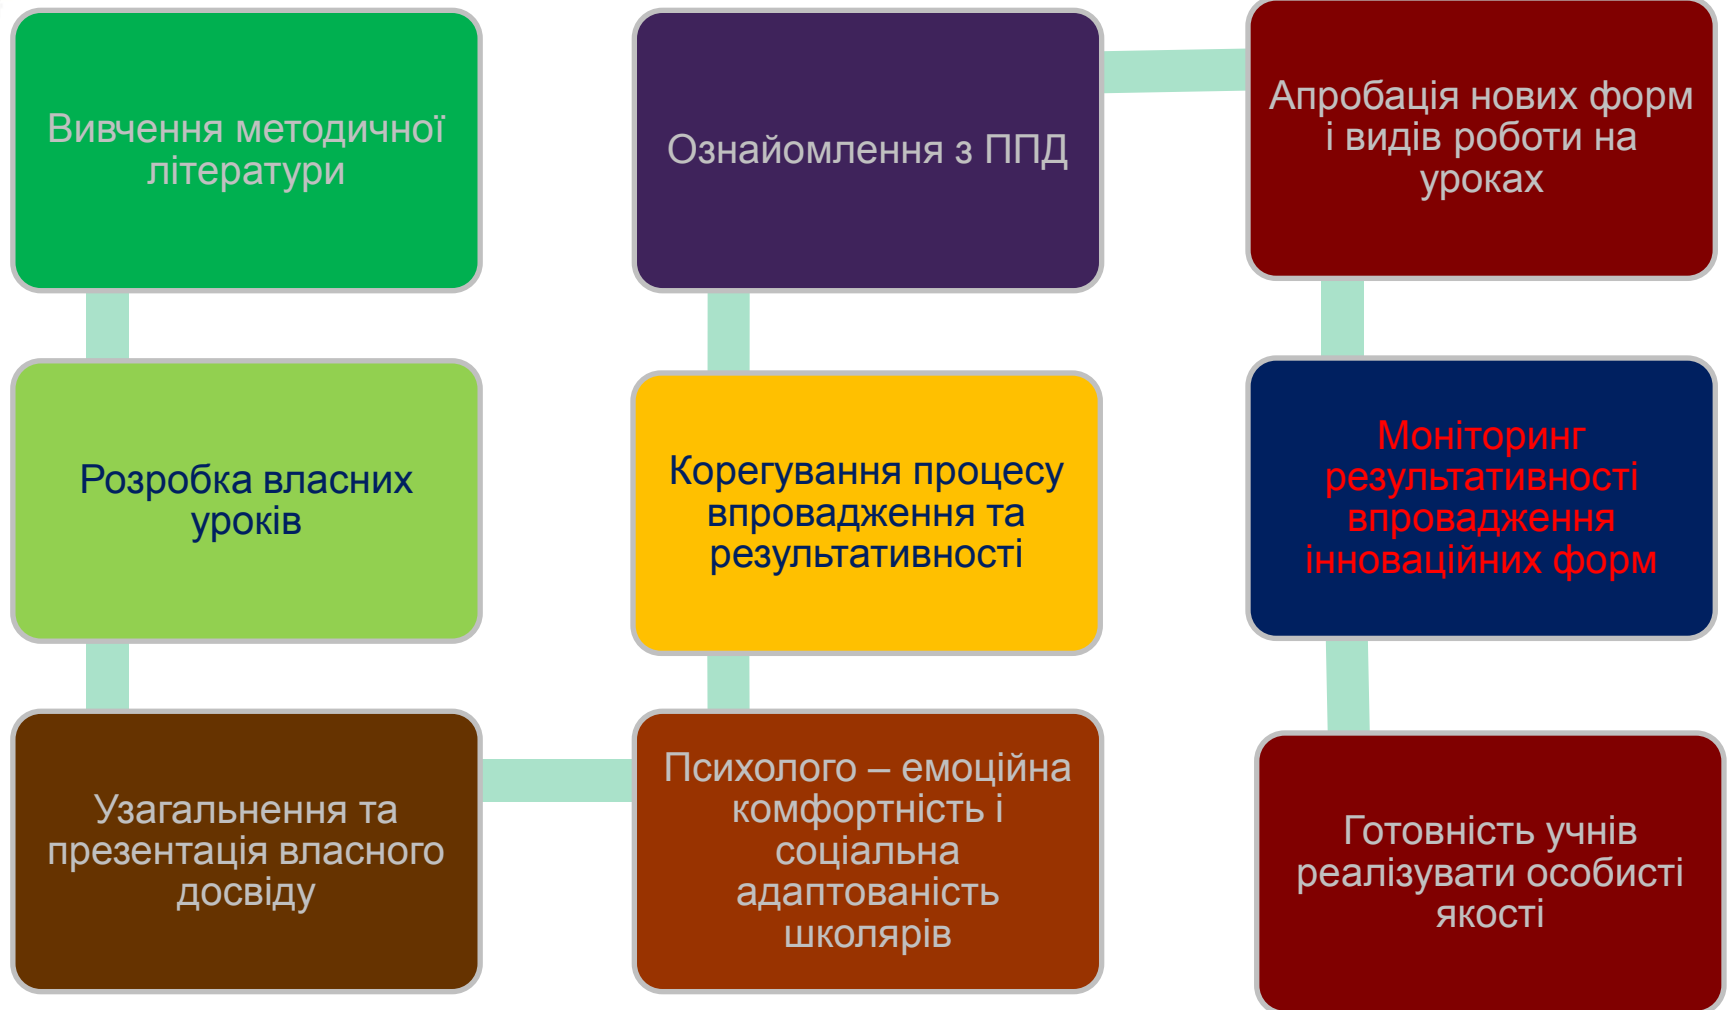 Вивчення методичної
літератури
Розробка власних
уроків
Узагальнення та
презентація власного
досвіду
Психолого – емоційна
комфортність і
соціальна
адаптованість
школярів
Корегування процесу
впровадження та
результативності
Ознайомлення з ППД
Апробація нових форм
і видів роботи на
уроках
Моніторинг
результативності
впровадження
інноваційних форм
Готовність учнів
реалізувати особисті
якості